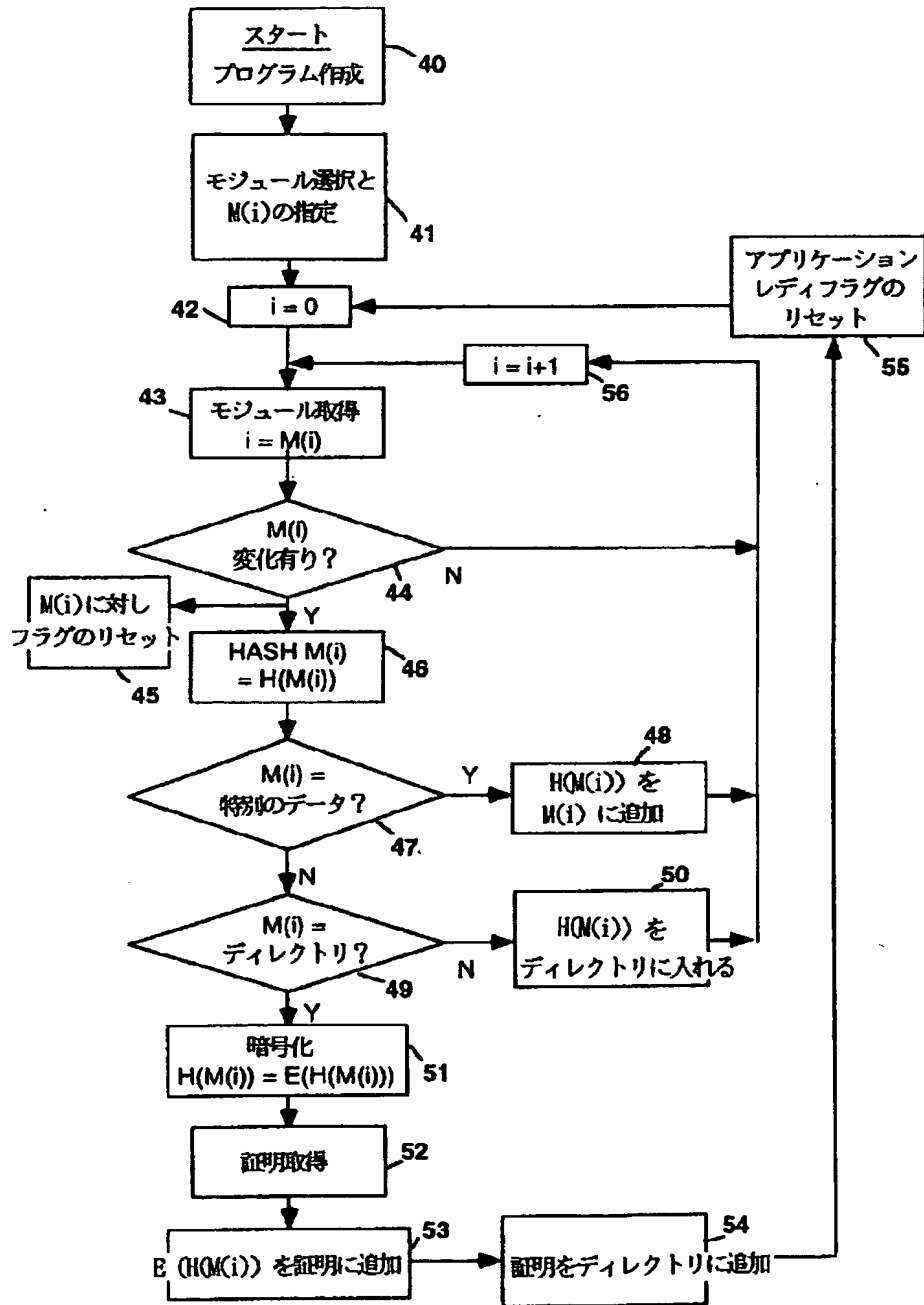 スタート
プログラム作成
40
モジュール選択と
M(i)の指定
41
アプリケーション
レディフラグの
リセット
55
i = 0
42
i = i+1
56
43
モジュール取得
i = M(i)
M(i)
変化有り?
44
N
Y
M(i)に対し
フラグのリセット
45
HASH M(i)
= H(M(i))
46
M(i) =
特別のデータ?
47
Y
N
48
H(M(i)) を
M(i) に追加
M(i) =
ディレクトリ?
49
N
Y
50
H(M(i)) を
ディレクトリに入れる
暗号化
H(M(i)) = E(H(M(i)))
51
証明取得
52
E (H(M(i)) を証明に追加
53
証明をディレクトリに追加
54